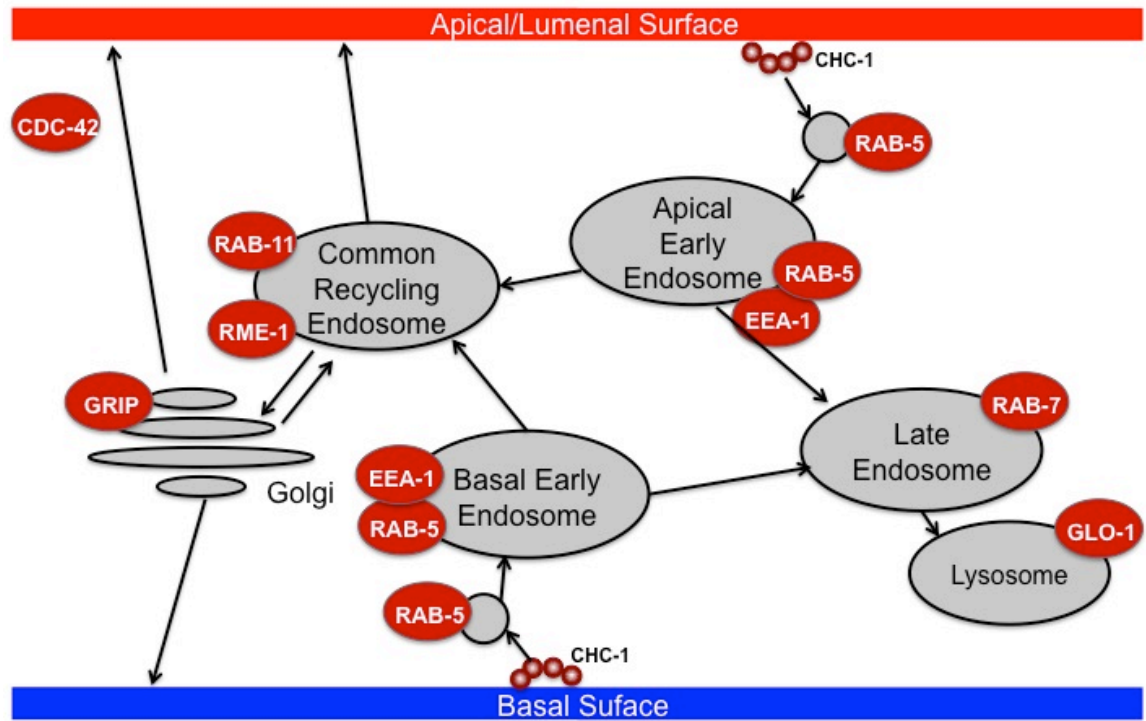 Apical/Lumenal Surface
CHC-1
CDC-42
RAB-5
Apical
Early
Endosome
RAB-5
EEA-1
RAB-11
Common
Recycling
Endosome
RME-1
GRIP
Golgi
RAB-7
Late
Endosome
EEA-1
Basal Early
Endosome
RAB-5
GLO-1
Lysosome
RAB-5
CHC-1
Basal Suface